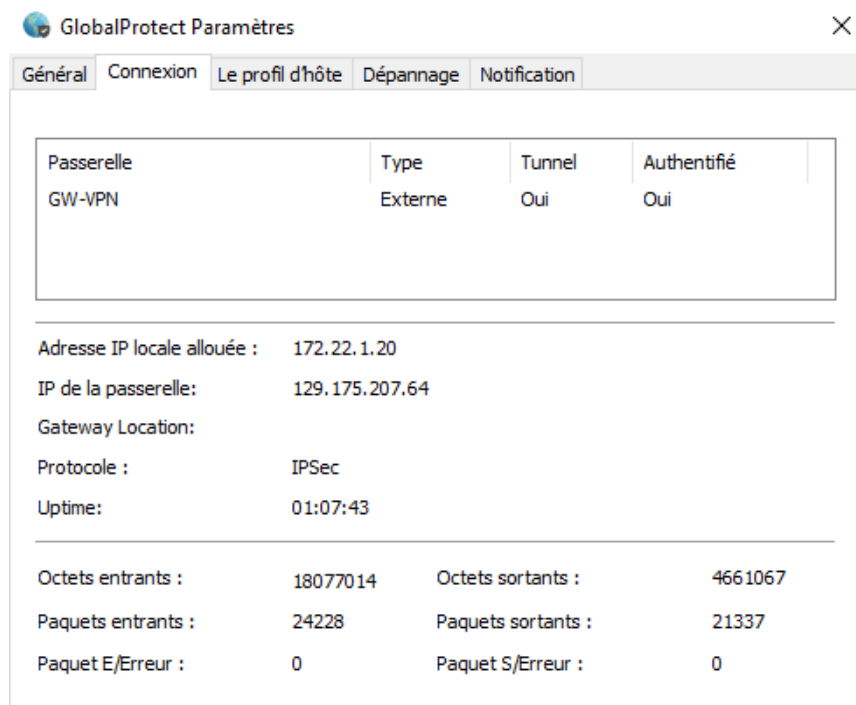 GlobalProtect Paramètres
Général Connexion Le profil d'hôte Dépannage Notification
Passerelle Type Tunnel Authentifié
GW-VPN Externe Oui Oui
Adresse IP locale allouée : 172.22.1.20
IP de la passerelle: 129.175.207.64
Gateway Location:
Protocole : IPSec
Uptime: 01:07:43
Octets entrants : 18077014 Octets sortants : 4661067
Paquets entrants : 24228 Paquets sortants : 21337
Paquet E/Erreur : 0 Paquet S/Erreur : 0